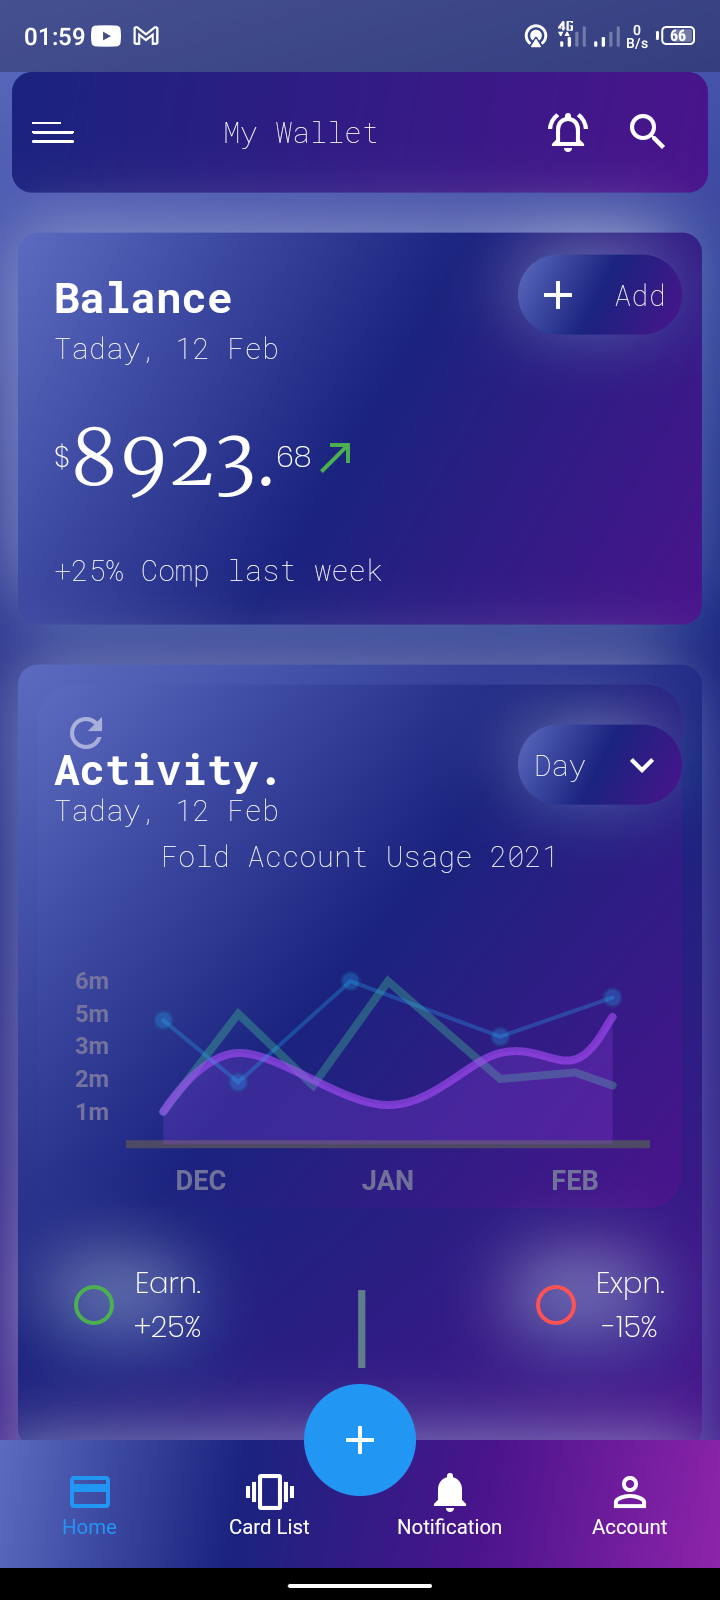 01:59
4G
0
B/s
66
My Wallet
Balance
Add
Taday, 12 Feb
$8923.68
+25% Comp last week
Activity.
Day
Taday, 12 Feb
Fold Account Usage 2021
6m
5m
3m
2m
1m
DEC JAN FEB
Earn.
+25%
Expn.
-15%
Home Card List Notification Account